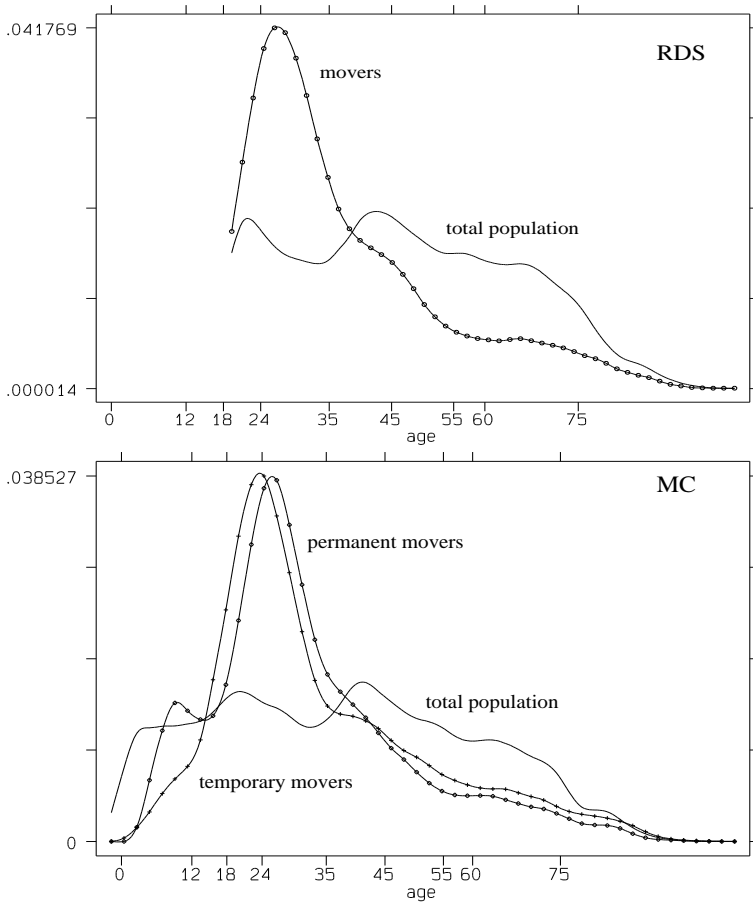 .041769
RDS
movers
total population
.000014
0 12 18 24 35 45 55 60 75
age
.038527
MC
permanent movers
total population
temporary movers
0
0 12 18 24 35 45 55 60 75
age